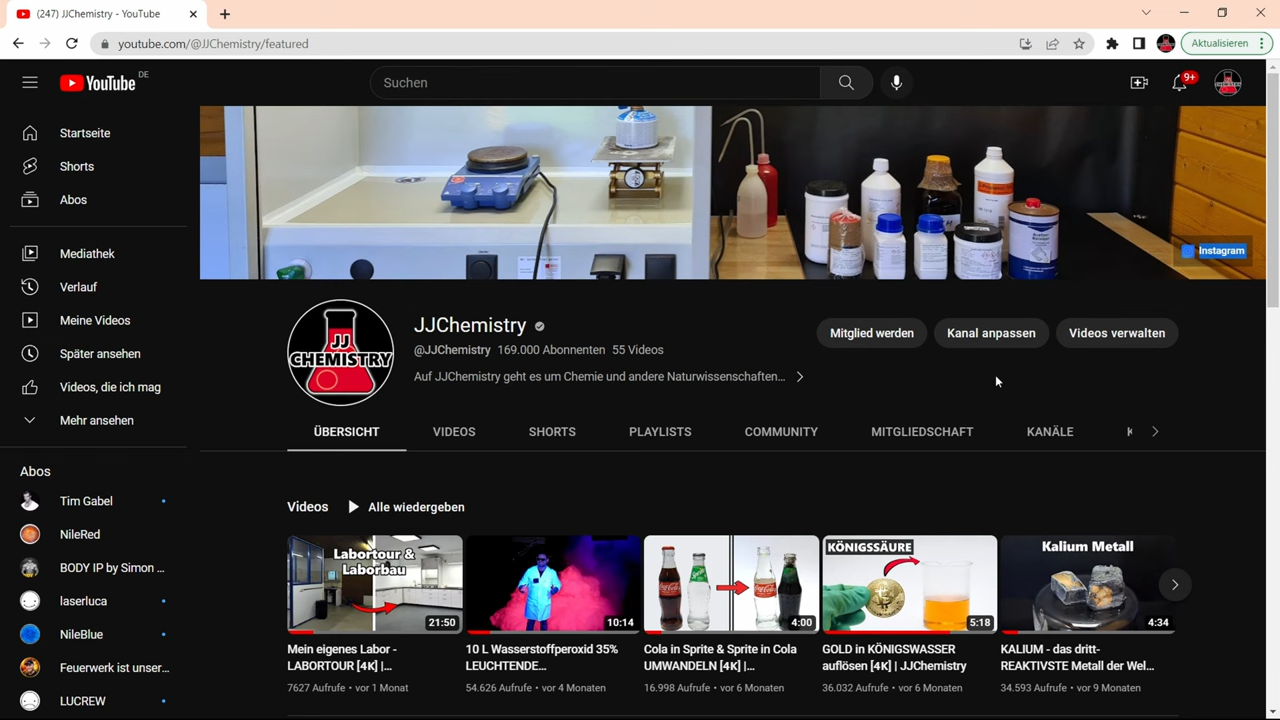 (247) JJChemistry - YouTube
youtube.com/@JJChemistry/featured
Aktualisieren
YouTube DE
Suchen
9+
Startseite
Shorts
Abos
Mediathek
Verlauf
Meine Videos
Später ansehen
Videos, die ich mag
Mehr ansehen
Abos
Tim Gabel
NileRed
BODY IP by Simon ...
laserluca
NileBlue
Feuerwerk ist unser...
LUCREW
Instagram
JJ
CHEMISTRY
JJChemistry
@JJChemistry 169.000 Abonnenten 55 Videos
Auf JJChemistry geht es um Chemie und andere Naturwissenschaften...
Mitglied werden
Kanal anpassen
Videos verwalten
ÜBERSICHT VIDEOS SHORTS PLAYLISTS COMMUNITY MITGLIEDSCHAFT KANÄLE
Videos Alle wiedergeben
Labortour &
Laborbau
21:50
Mein eigenes Labor -
LABORTOUR [4K] |...
7627 Aufrufe • vor 1 Monat
10:14
10 L Wasserstoffperoxid 35%
LEUCHTENDE...
54.626 Aufrufe • vor 4 Monaten
4:00
Cola in Sprite & Sprite in Cola
UMWANDELN [4K] |...
16.998 Aufrufe • vor 6 Monaten
KÖNIGSSÄURE
5:18
GOLD in KÖNIGSWASSER
auflösen [4K] | JJChemistry
36.032 Aufrufe • vor 6 Monaten
Kalium Metall
4:34
KALIUM - das dritt-
REAKTIVSTE Metall der Wel...
34.593 Aufrufe • vor 9 Monaten